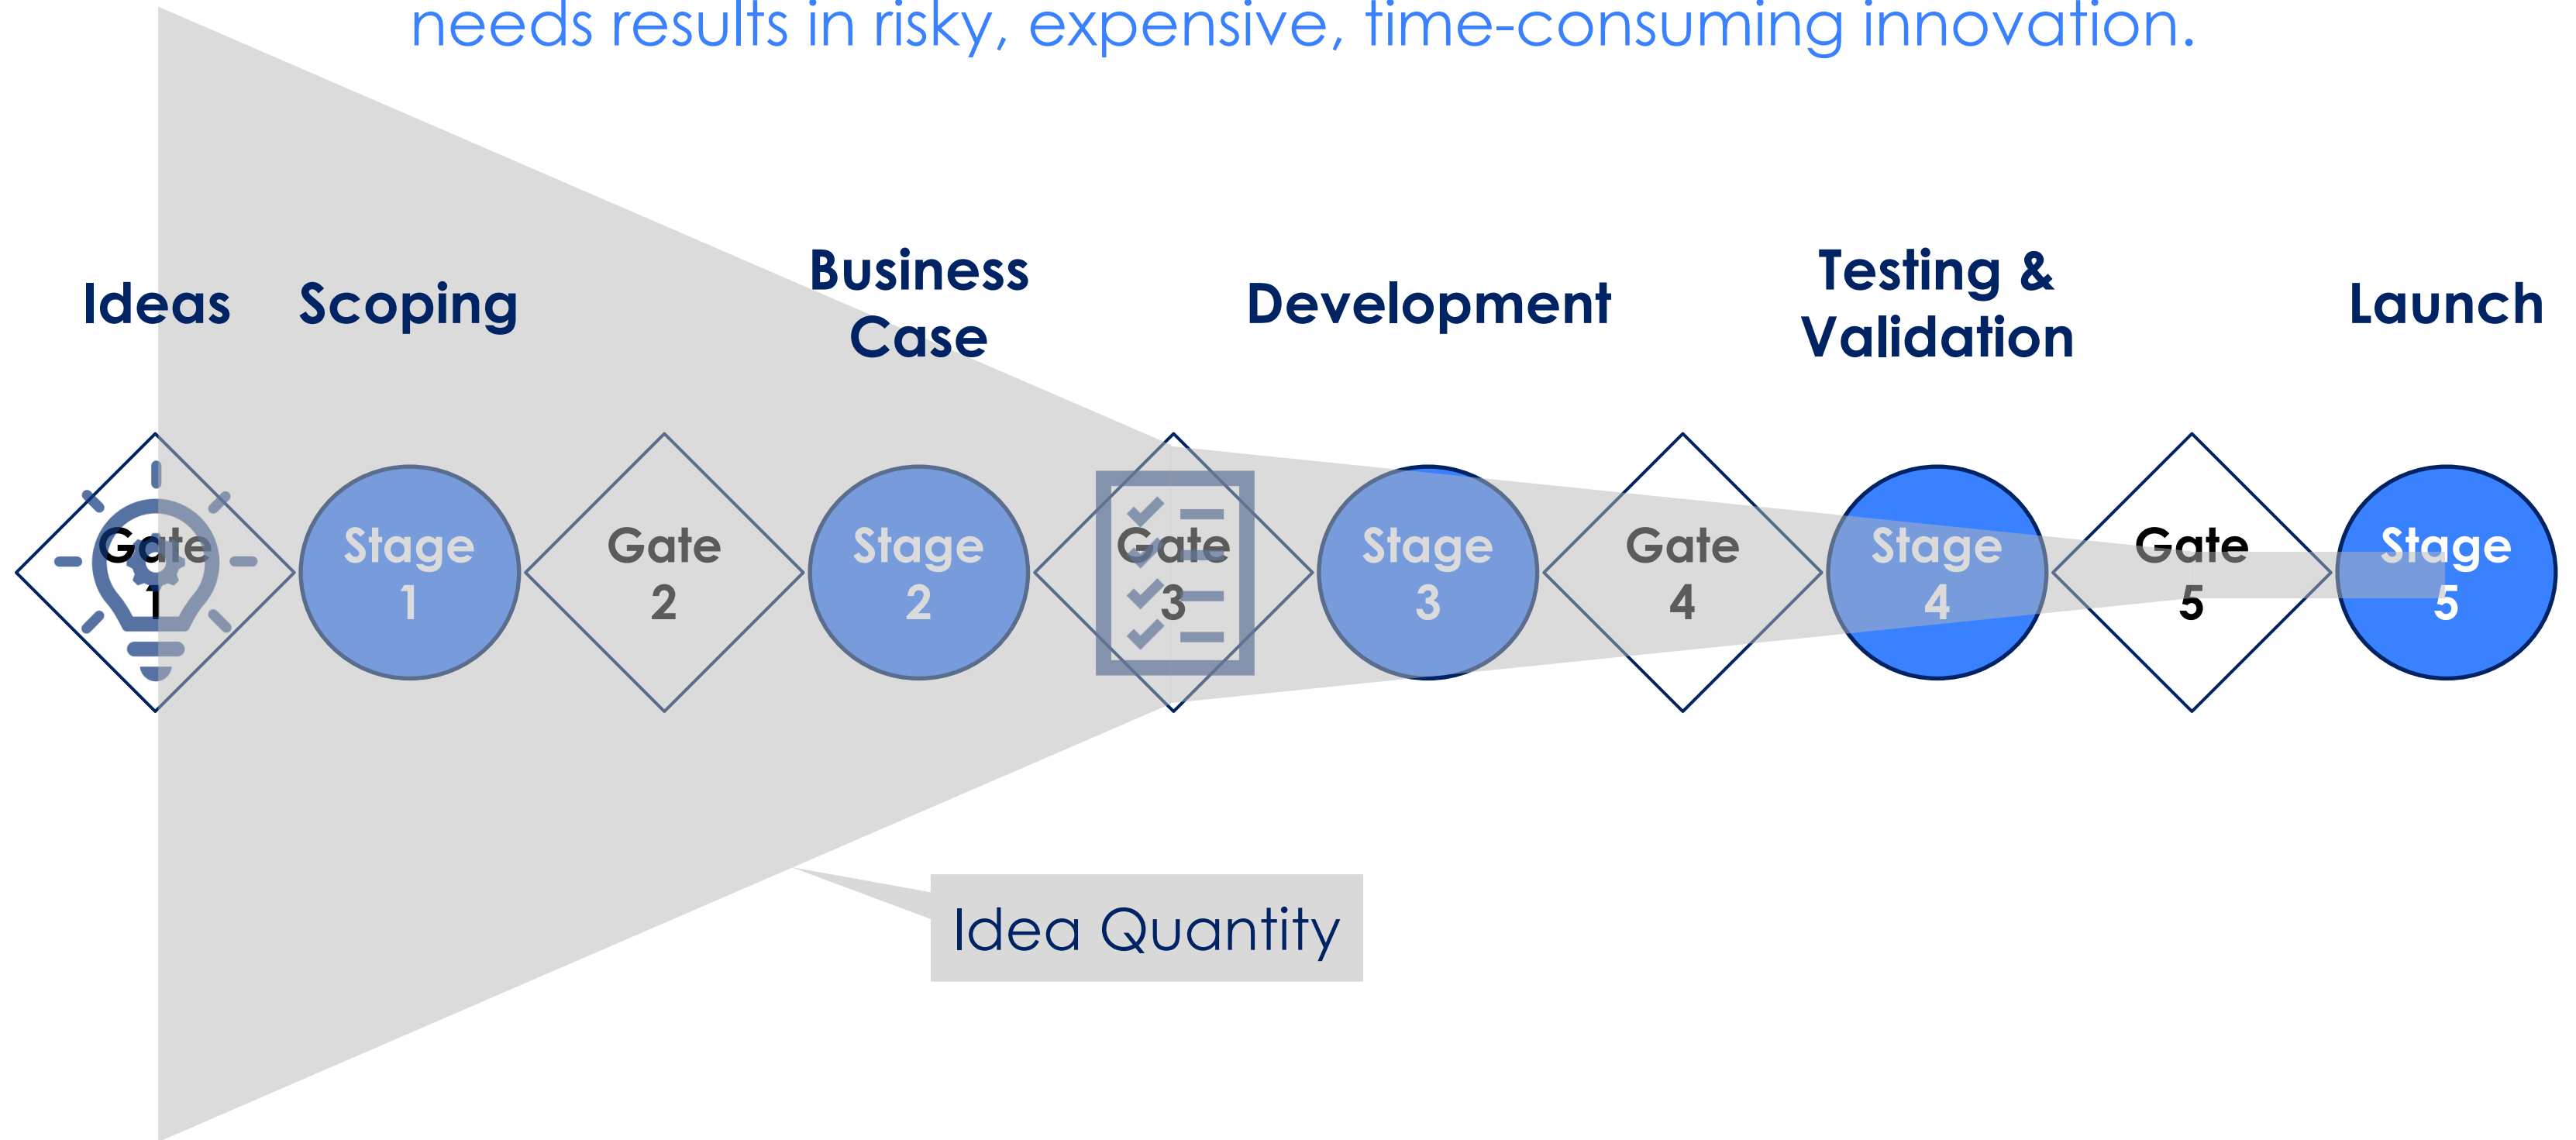 needs results in risky, expensive, time-consuming innovation.
Ideas
Scoping
Business
Case
Development
Testing &
Validation
Launch
Gate
1
Stage
1
Gate
2
Stage
2
Gate
3
Stage
3
Gate
4
Stage
4
Gate
5
Stage
5
Idea Quantity